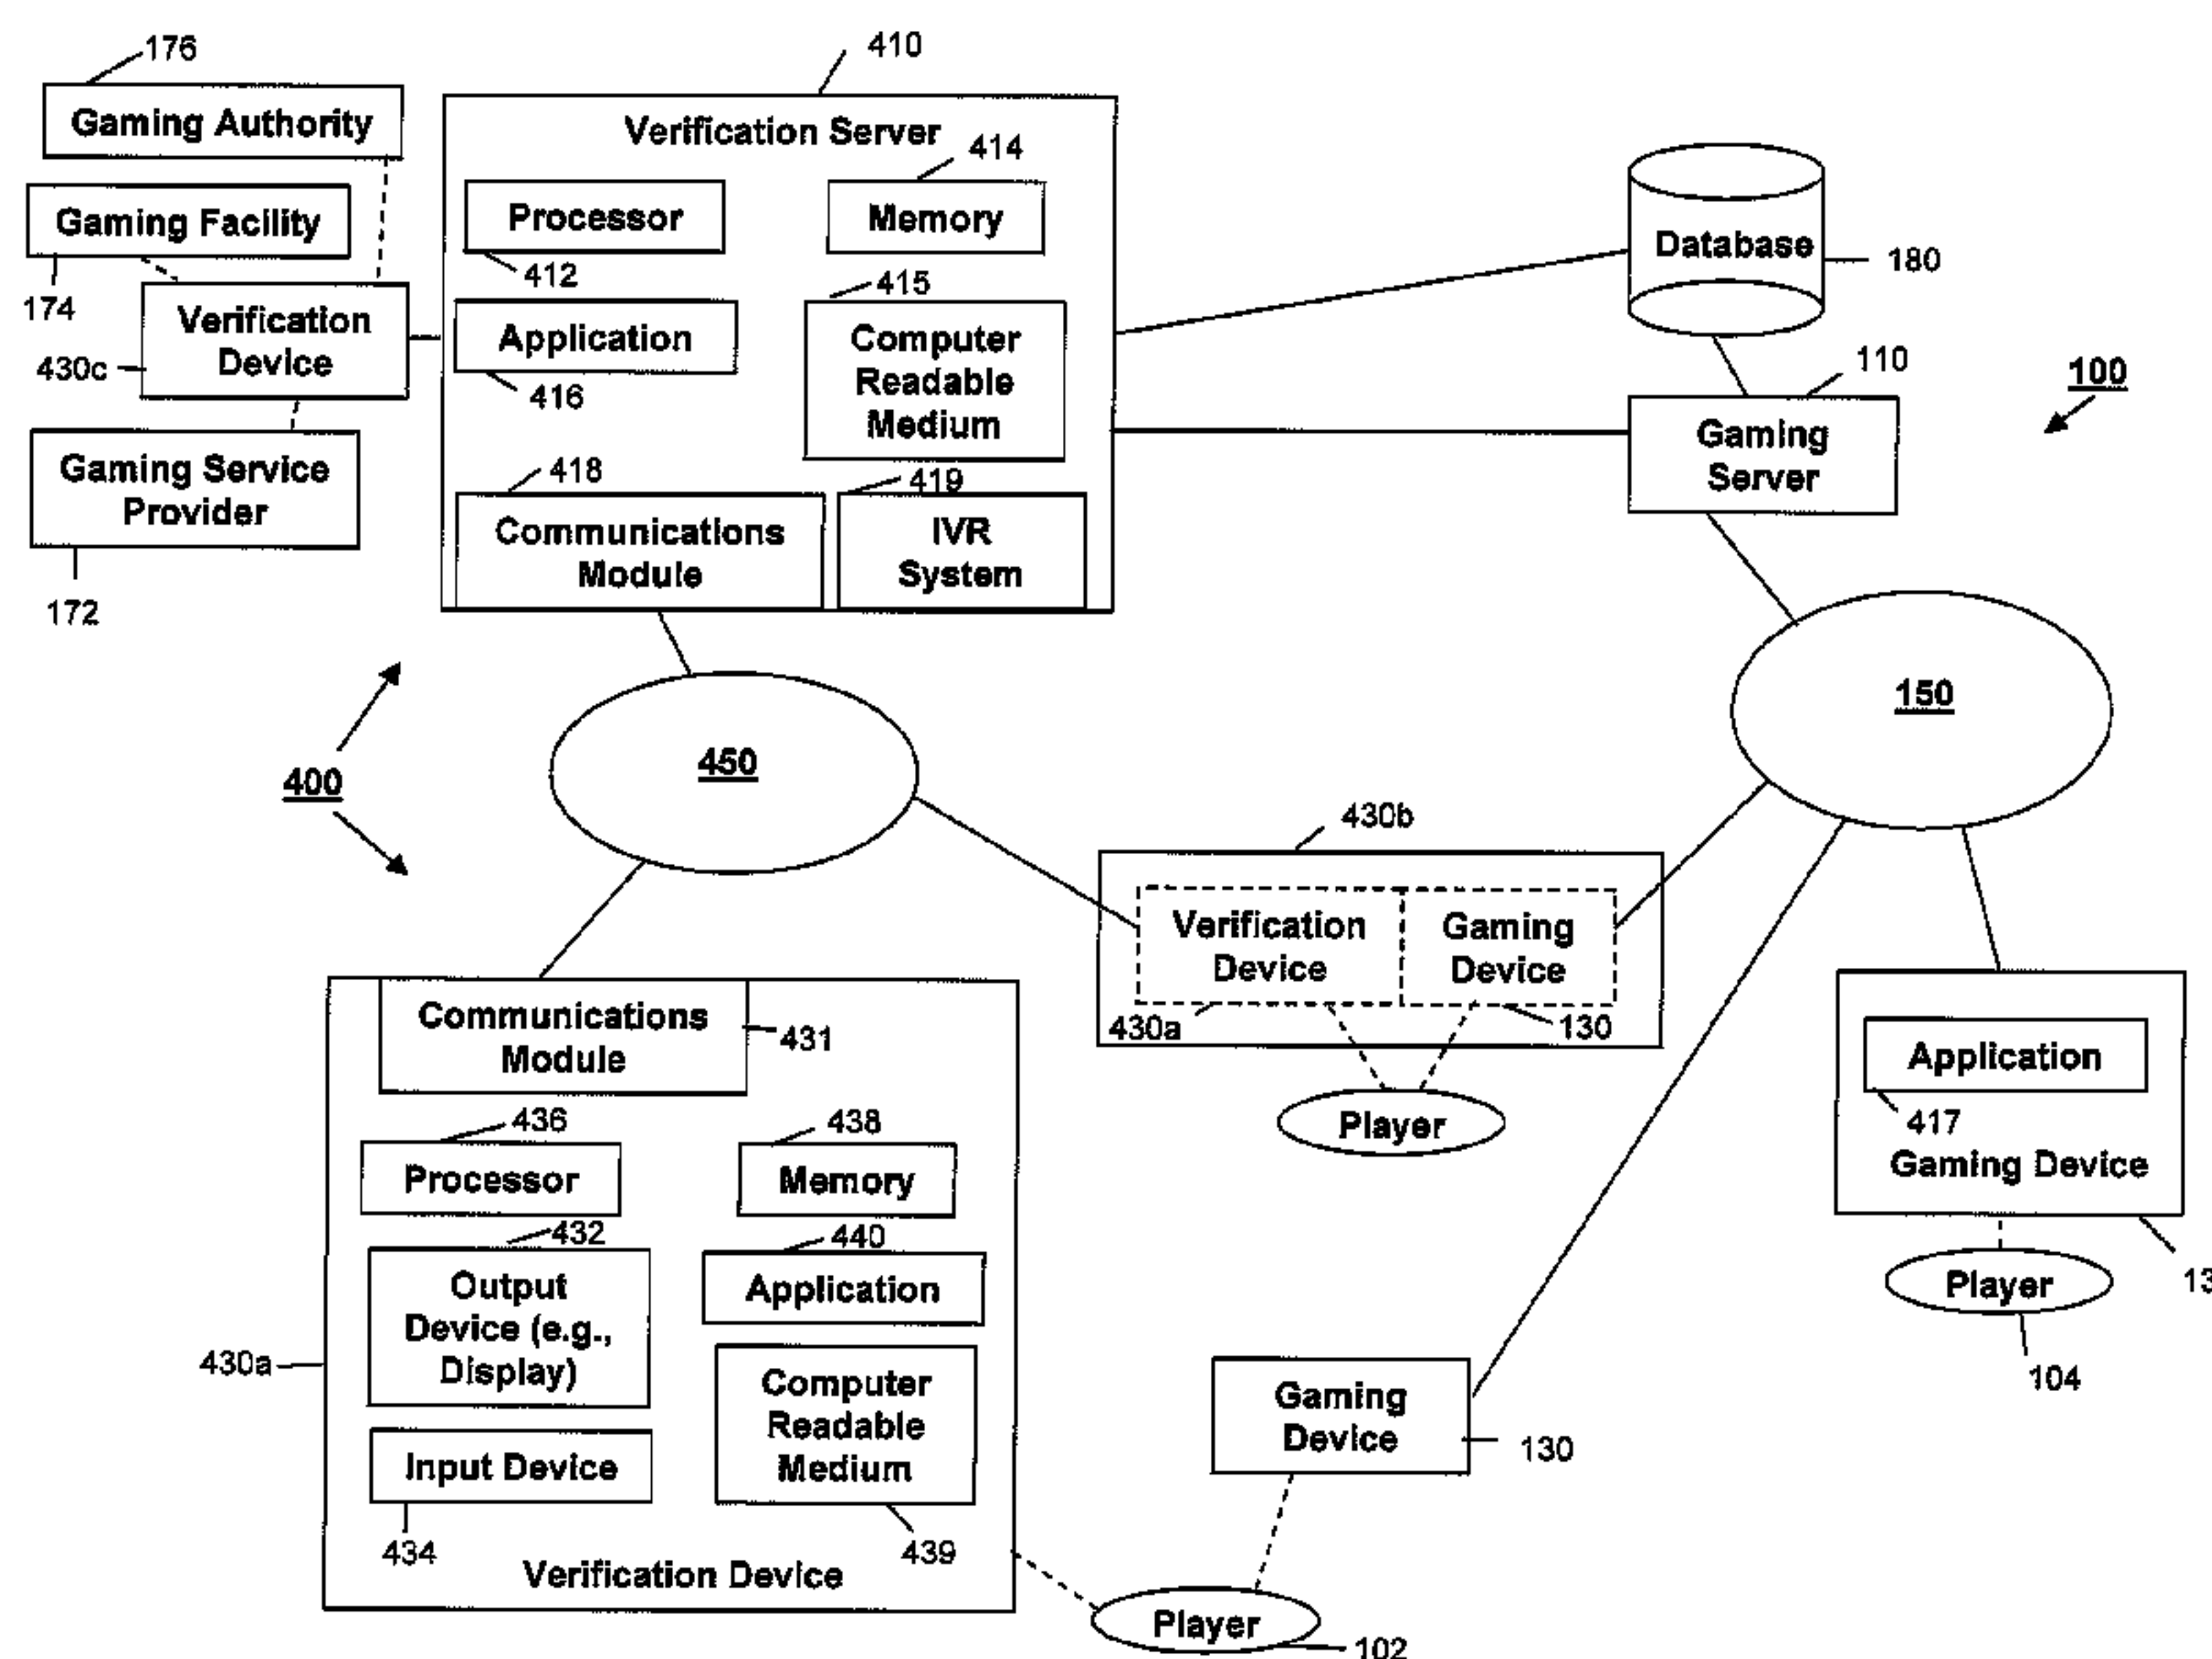 176
Gaming Authority
Gaming Facility
174
Verification
Device
430c
Gaming Service
Provider
172
410
Verification Server
414
Processor
412
Memory
415
Application
416
Computer
Readable
Medium
418
419
Communications
Module
IVR
System
Database
180
110
Gaming
Server
100
150
450
400
430b
Verification
Device
Gaming
Device
430a
130
Player
Application
417
Gaming Device
Player
104
Communications
Module
431
436
Processor
438
Memory
432
Output
Device (e.g.,
Display)
440
Application
430a
Computer
Readable
Medium
Input Device
434
439
Verification Device
Gaming
Device
130
Player
102